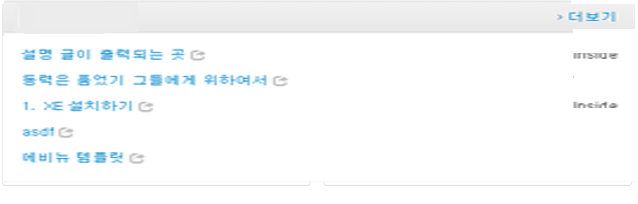 › 더보기
설명 글이 출력되는 곳 Inside
동력은 품었기 그들에게 위하여서
1. XE 설치하기 Inside
asdf
에비뉴 템플릿